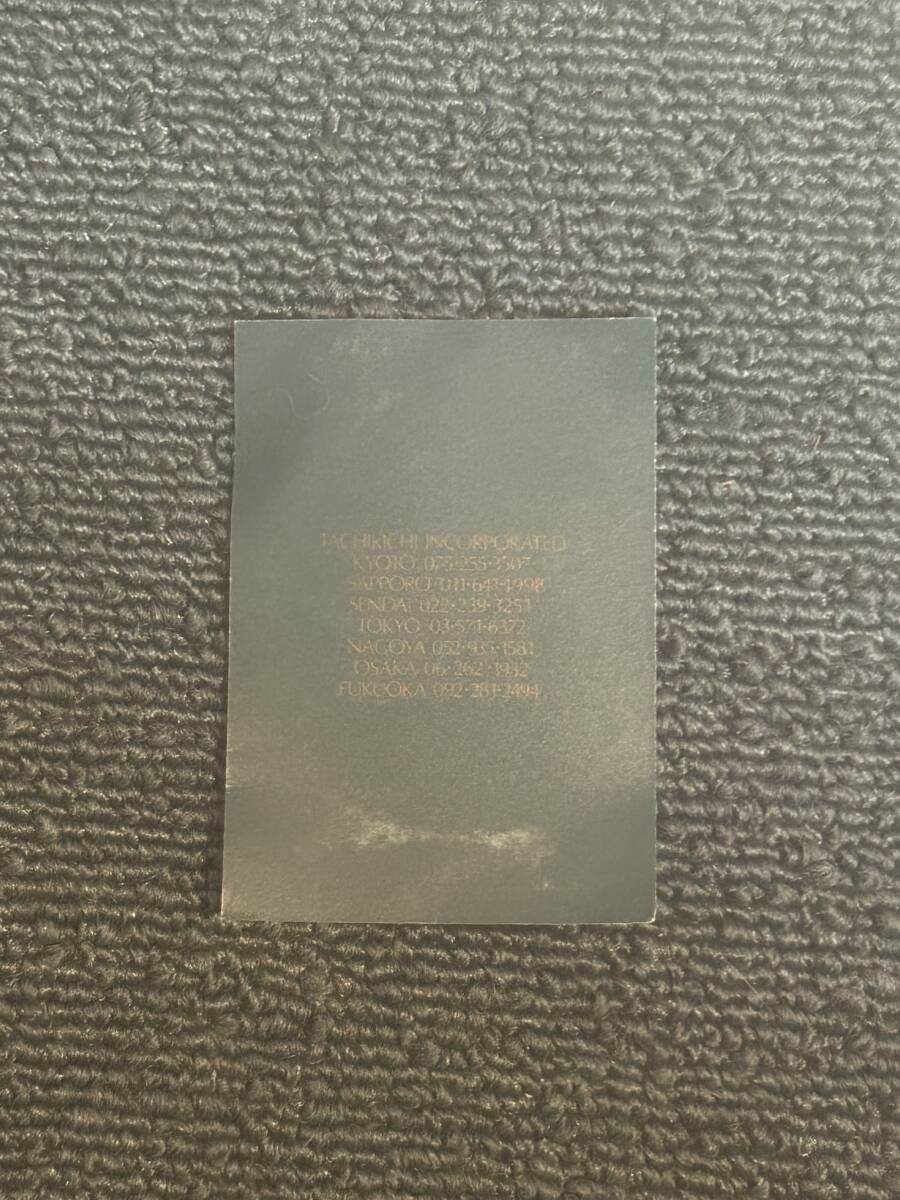 TACHIKICHI INCORPORATED
KYOTO 075·255·3507
SAPPORO 011·641·4998
SENDAI 022·239·3251
TOKYO 03·571·6372
NAGOYA 052·935·1581
OSAKA 06·262·1932
FUKUOKA 092·281·2494